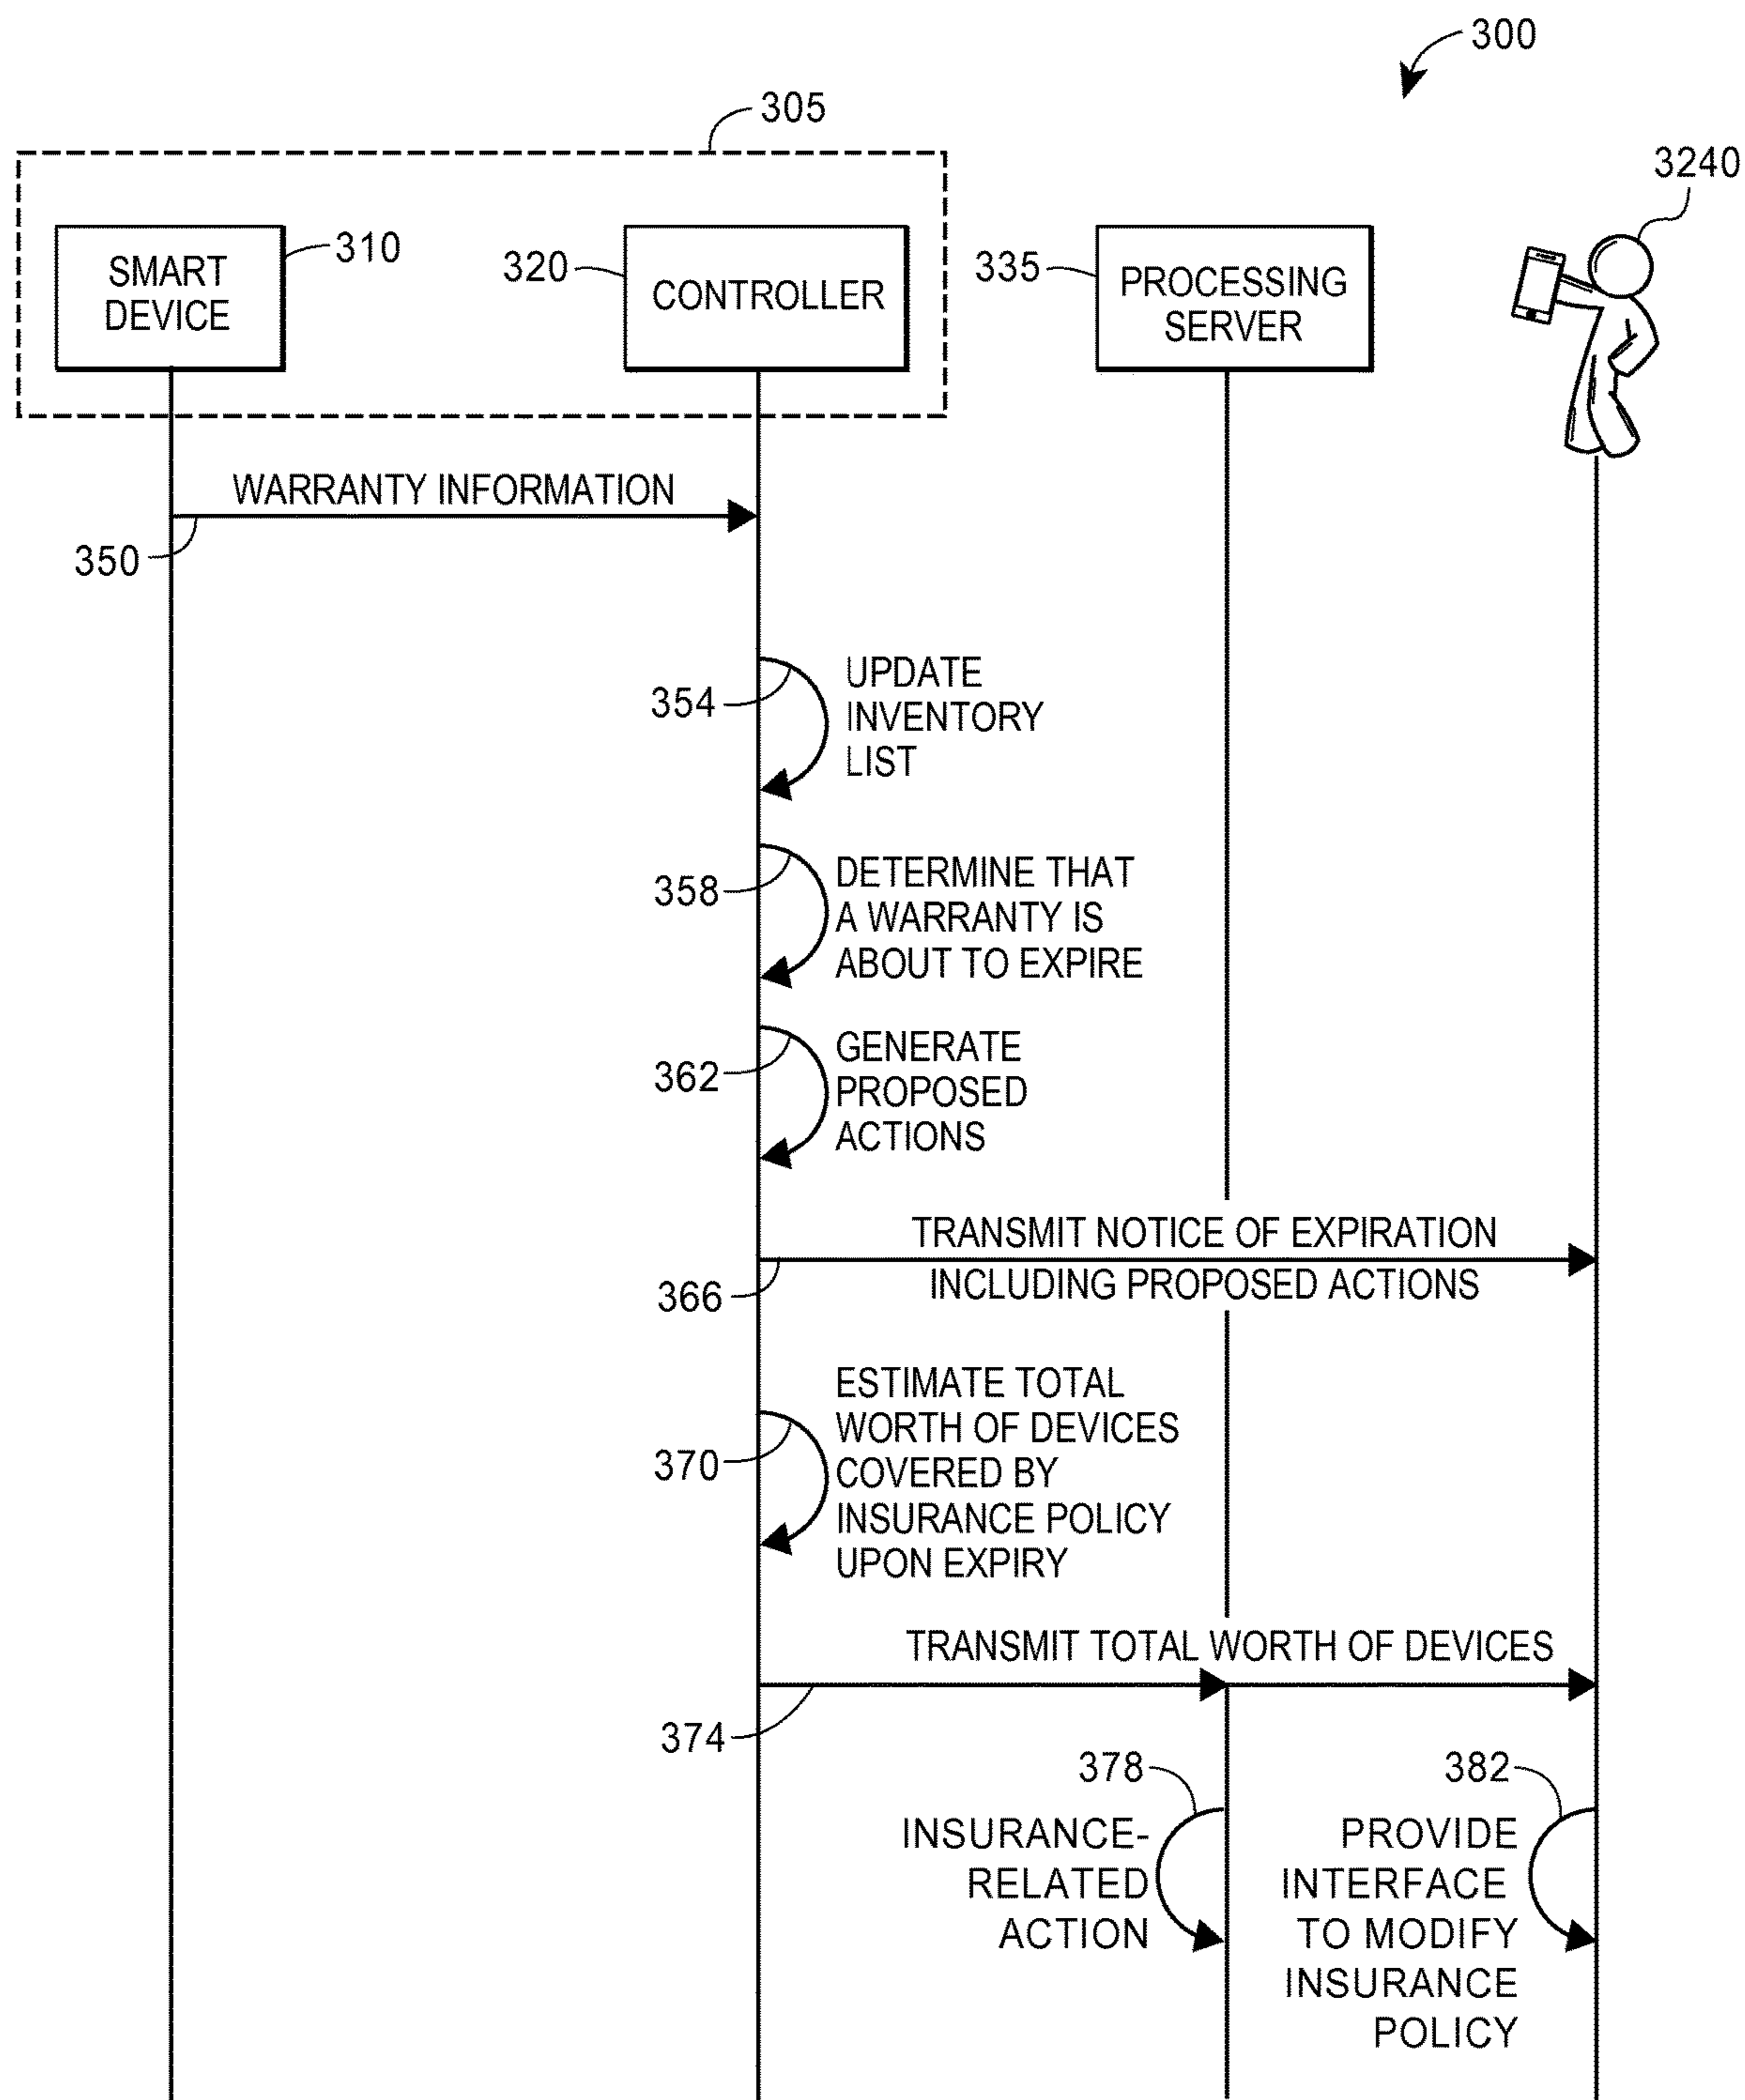 300
305
3240
SMART
DEVICE
310
320
CONTROLLER
335
PROCESSING
SERVER
WARRANTY INFORMATION
350
354
UPDATE
INVENTORY
LIST
358
DETERMINE THAT
A WARRANTY IS
ABOUT TO EXPIRE
362
GENERATE
PROPOSED
ACTIONS
TRANSMIT NOTICE OF EXPIRATION
INCLUDING PROPOSED ACTIONS
366
370
ESTIMATE TOTAL
WORTH OF DEVICES
COVERED BY
INSURANCE POLICY
UPON EXPIRY
TRANSMIT TOTAL WORTH OF DEVICES
374
378
INSURANCE-
RELATED
ACTION
382
PROVIDE
INTERFACE
TO MODIFY
INSURANCE
POLICY